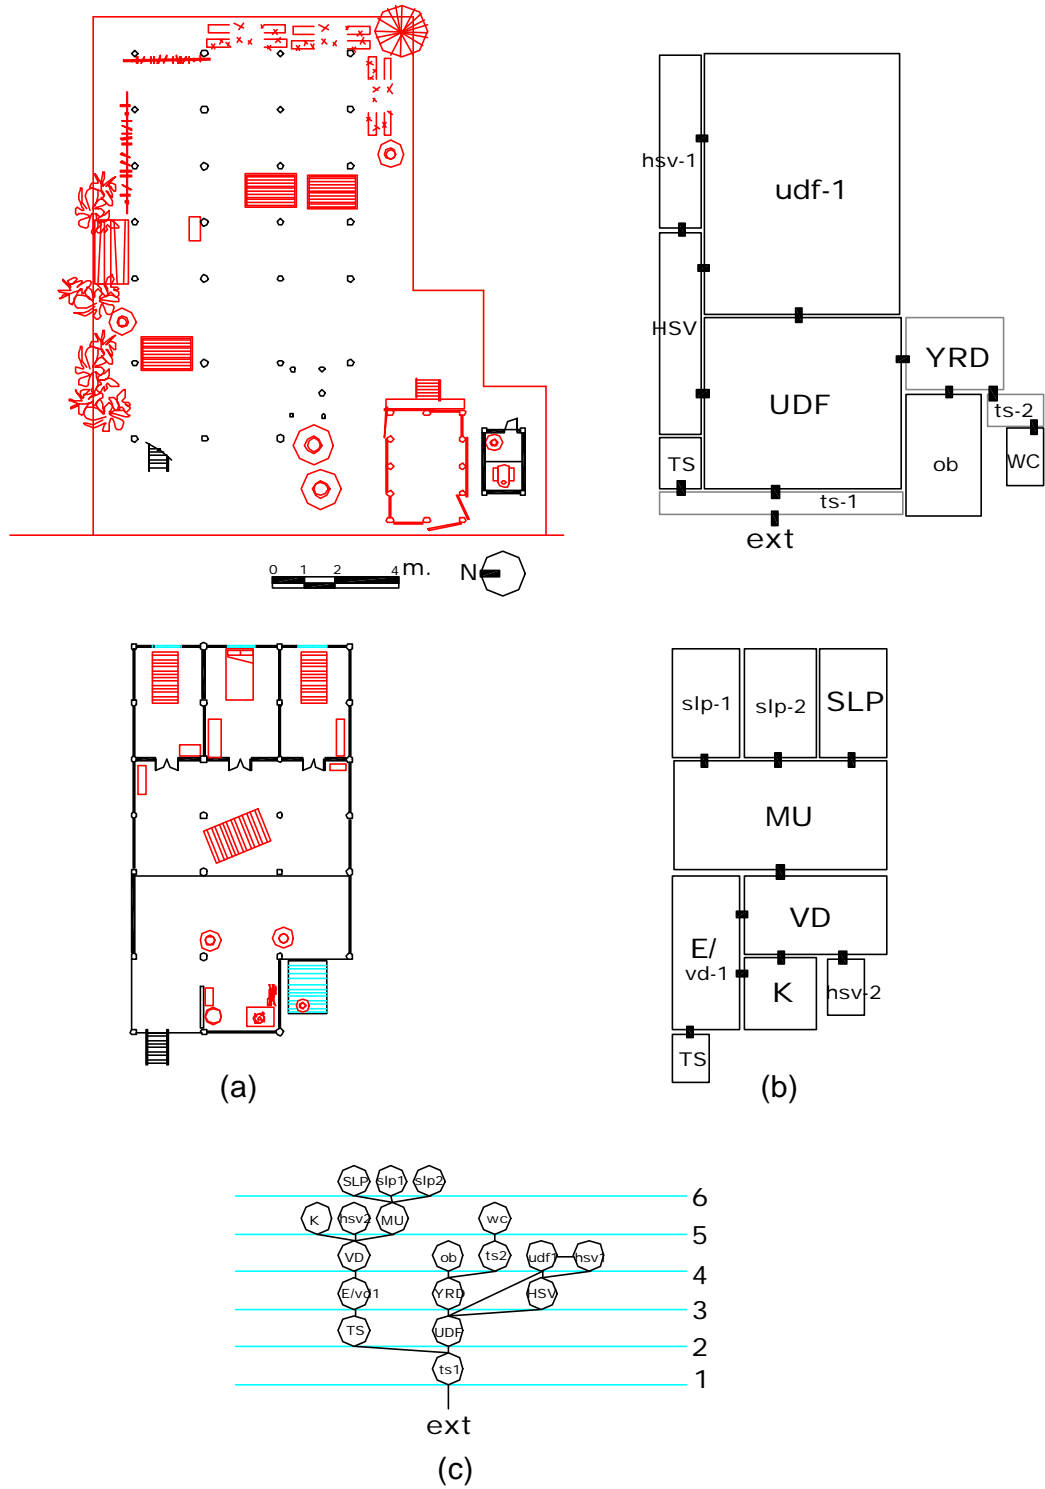 hsv-1
udf-1
HSV
UDF
YRD
ts-2
TS
ob
WC
ts-1
ext
0 1 2 4 m.
N
slp-1
slp-2
SLP
MU
VD
E/
vd-1
K
hsv-2
TS
(a)
(b)
SLP slp1 slp2
6
K hsv2 MU wc
5
VD ob ts2 udf1 hsv1
4
E/vd1 YRD HSV
3
TS UDF
2
ts1
1
ext
(c)